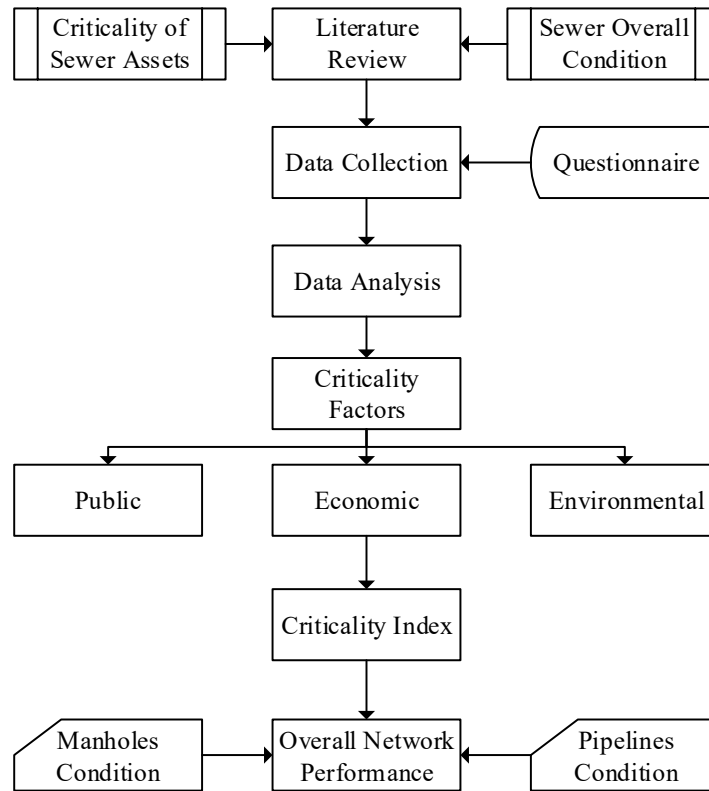 Criticality of
Sewer Assets
Literature
Review
Sewer Overall
Condition
Data Collection
Questionnaire
Data Analysis
Criticality
Factors
Public
Economic
Environmental
Criticality Index
Manholes
Condition
Overall Network
Performance
Pipelines
Condition